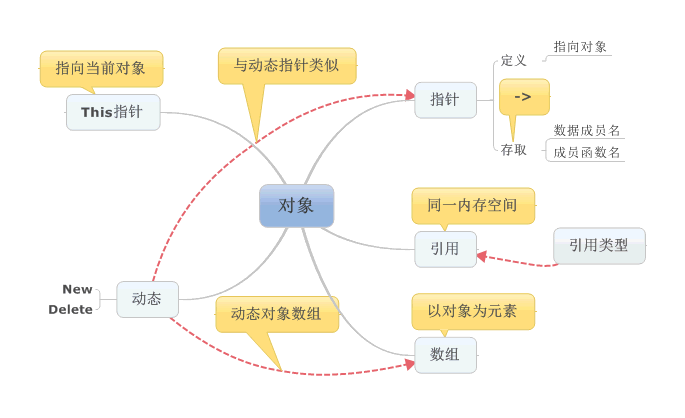 指向当前对象
This指针
与动态指针类似
指针
定义
指向对象
->
存取
数据成员名
成员函数名
对象
同一内存空间
引用
引用类型
New
Delete
动态
动态对象数组
以对象为元素
数组